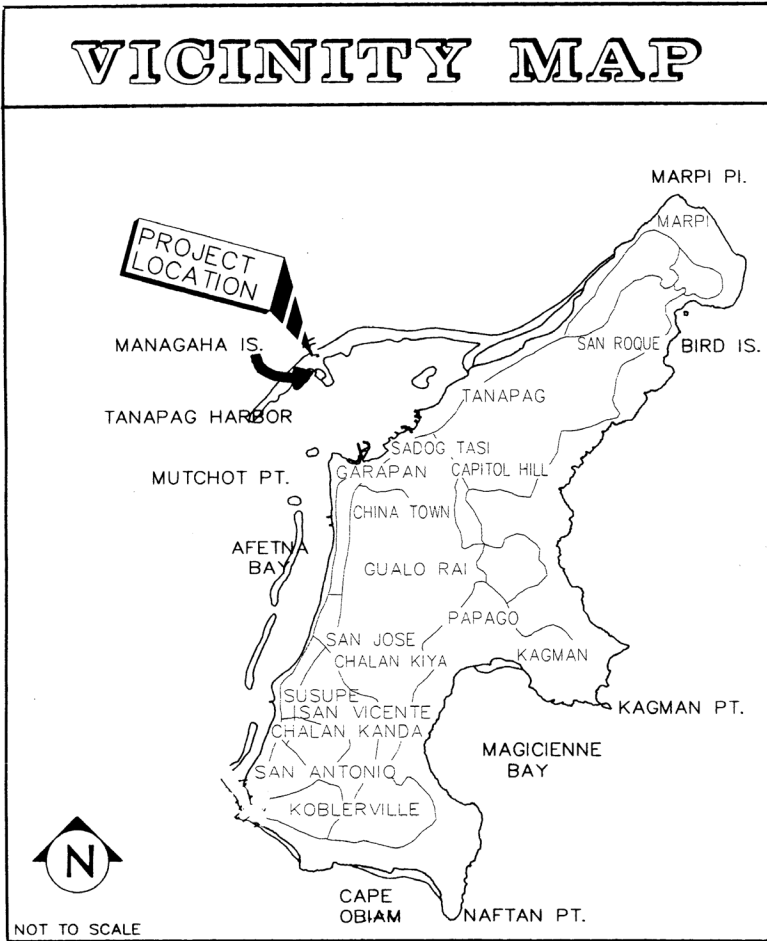 VICINITY MAP
MARPI PI.
MARPI
PROJECT
LOCATION
MANAGAHA IS.
SAN ROQUE
BIRD IS.
TANAPAG
TANAPAG HARBOR
SADOG TASI
MUTCHOT PT.
GARAPAN
CAPITOL HILL
CHINA TOWN
AFETNA
BAY
GUALO RAI
PAPAGO
SAN JOSE
CHALAN KIYA
KAGMAN
SUSUPE
KAGMAN PT.
SAN VICENTE
CHALAN KANDA
MAGICIENNE
BAY
SAN ANTONIO
KOBLERVILLE
N
CAPE
OBIAM
NAFTAN PT.
NOT TO SCALE